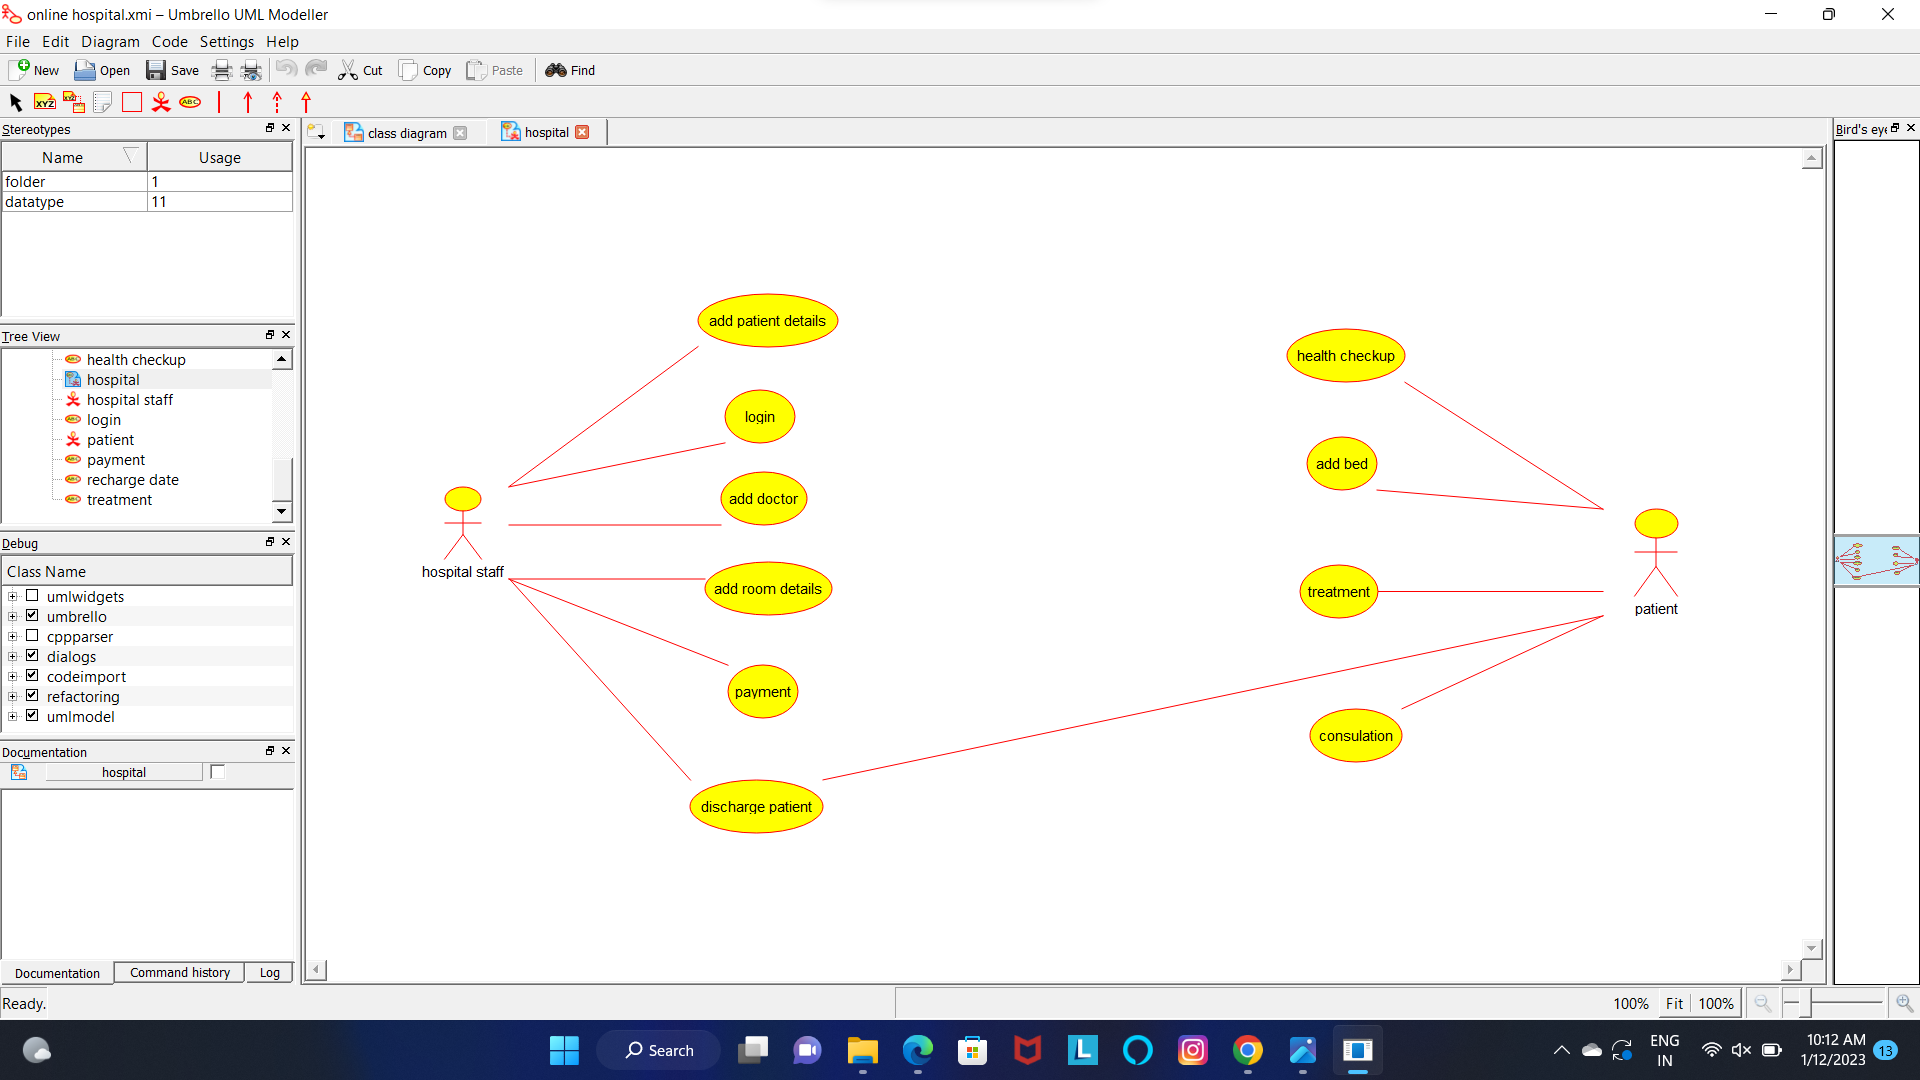 online hospital.xmi – Umbrello UML Modeller
File Edit Diagram Code Settings Help
New Open Save Cut Copy Paste Find
XYZ XYZ ABC
Stereotypes
Name Usage
folder 1
datatype 11
Tree View
health checkup
hospital
hospital staff
login
patient
payment
recharge date
treatment
Debug
Class Name
umlwidgets
umbrello
cppparser
dialogs
codeimport
refactoring
umlmodel
Documentation
hospital
Documentation Command history Log
class diagram hospital
add patient details
login
add doctor
hospital staff
add room details
payment
discharge patient
health checkup
add bed
treatment
patient
consulation
Bird's eye
Ready.
100% Fit 100%
Search
L
ENG
IN
10:12 AM
1/12/2023
13